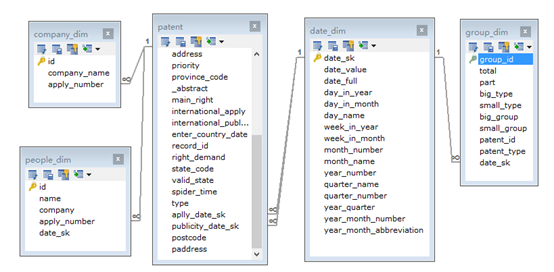 company_dim
id
company_name
apply_number
people_dim
id
name
company
apply_number
date_sk
patent
address
priority
province_code
_abstract
main_right
international_apply
international_publ...
enter_country_date
record_id
right_demand
state_code
valid_state
spider_time
type
aplly_date_sk
publicity_date_sk
postcode
paddress
date_dim
date_sk
date_value
date_full
day_in_year
day_in_month
day_name
week_in_year
week_in_month
month_number
month_name
year_number
quarter_name
quarter_number
year_quarter
year_month_number
year_month_abbreviation
group_dim
group_id
total
part
big_type
small_type
big_group
small_group
patent_id
patent_type
date_sk
1
1
1